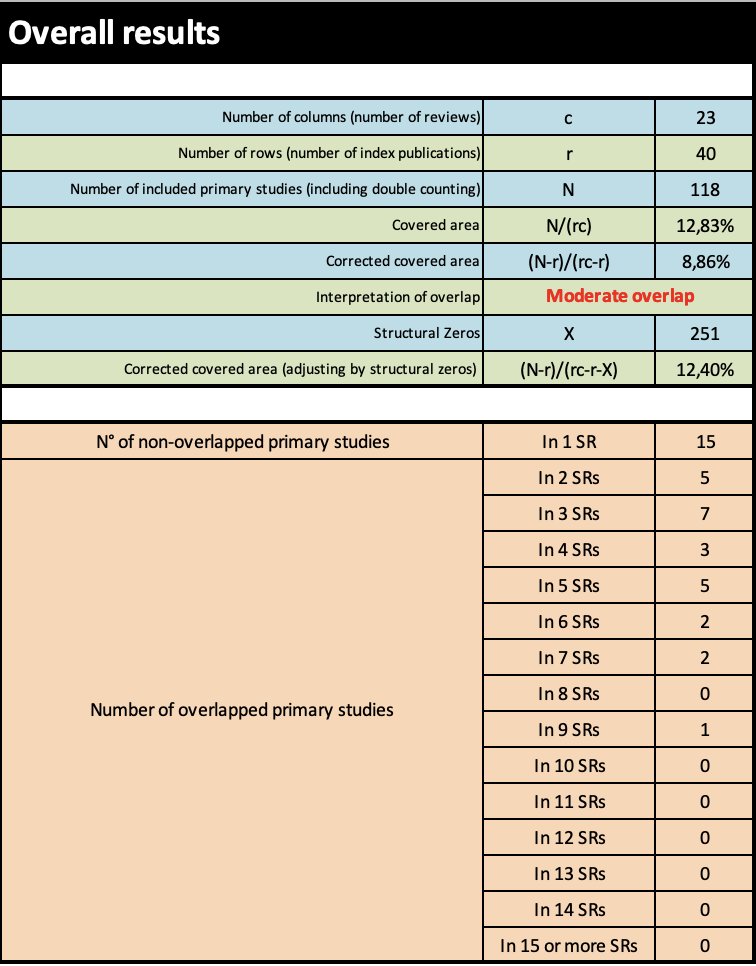 Overall results
Number of columns (number of reviews) c 23
Number of rows (number of index publications) r 40
Number of included primary studies (including double counting) N 118
Covered area N/(rc) 12,83%
Corrected covered area (N-r)/(rc-r) 8,86%
Interpretation of overlap Moderate overlap
Structural Zeros X 251
Corrected covered area (adjusting by structural zeros) (N-r)/(rc-r-X) 12,40%
N° of non-overlapped primary studies In 1 SR 15
Number of overlapped primary studies
In 2 SRs 5
In 3 SRs 7
In 4 SRs 3
In 5 SRs 5
In 6 SRs 2
In 7 SRs 2
In 8 SRs 0
In 9 SRs 1
In 10 SRs 0
In 11 SRs 0
In 12 SRs 0
In 13 SRs 0
In 14 SRs 0
In 15 or more SRs 0